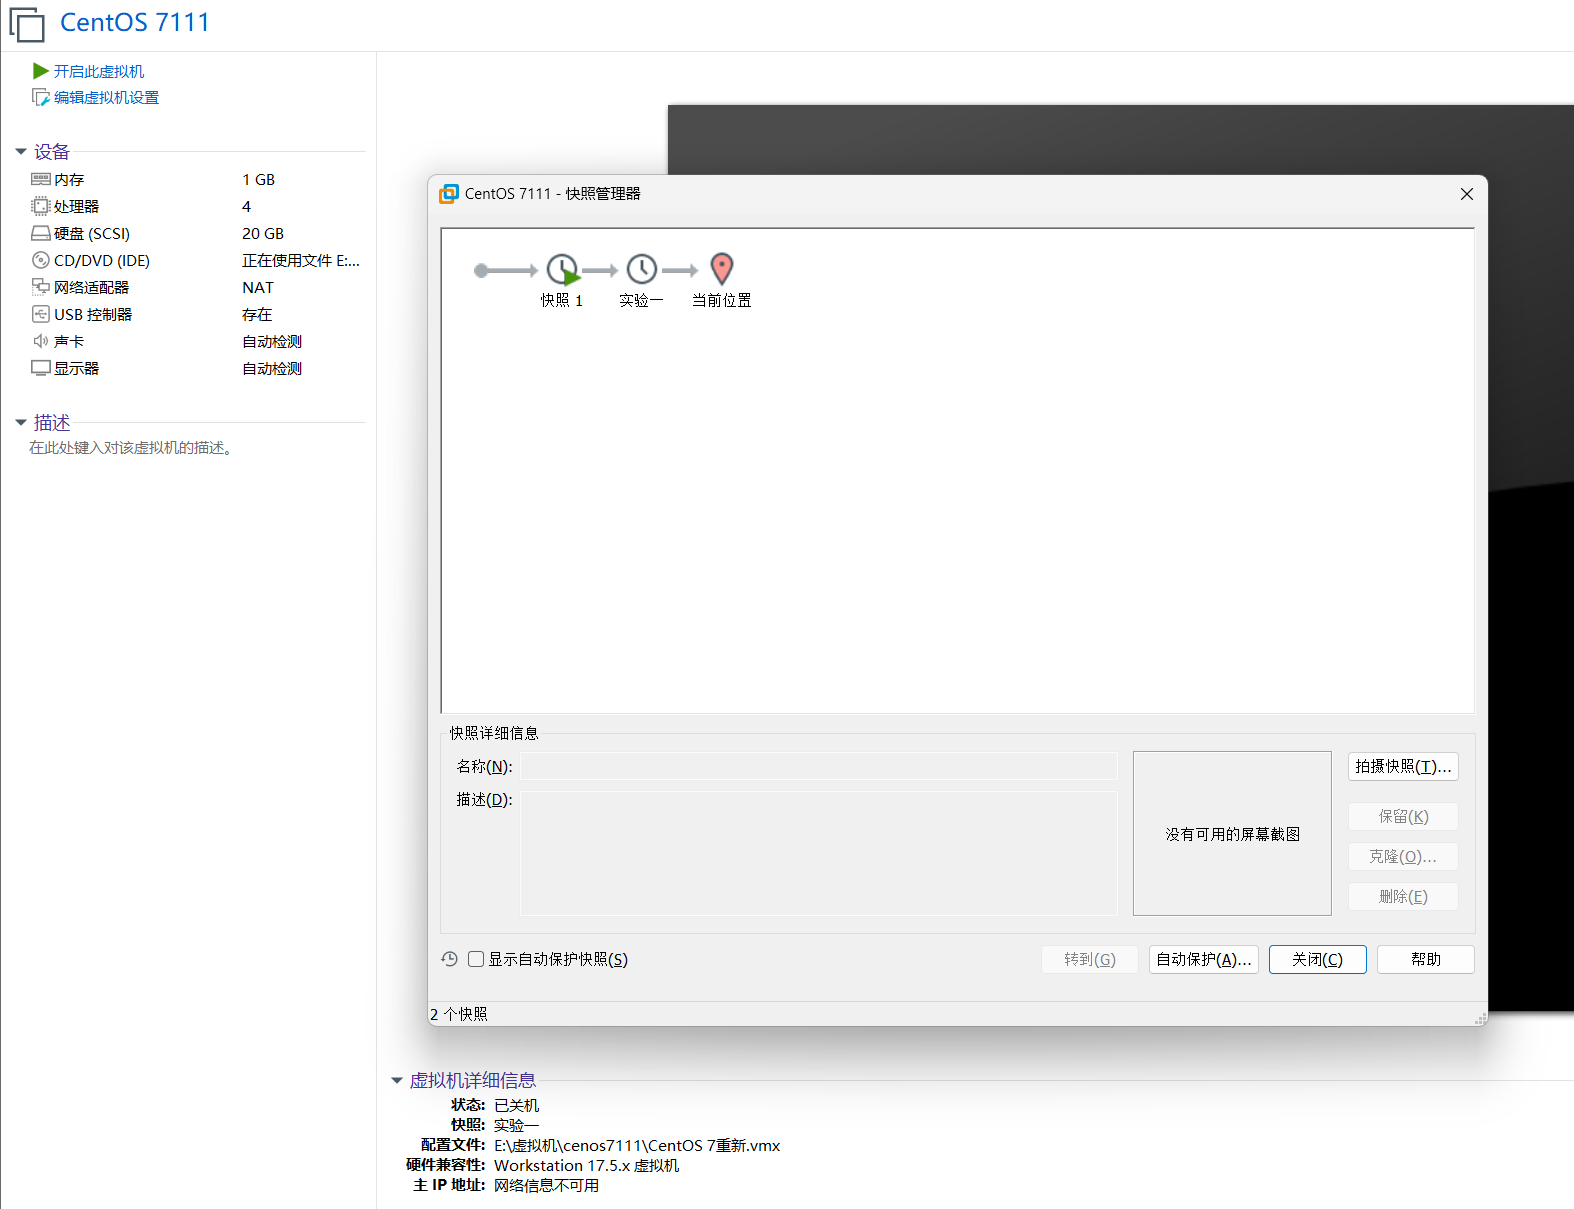 CentOS 7111
开启此虚拟机
编辑虚拟机设置
设备
内存 1 GB
处理器 4
硬盘 (SCSI) 20 GB
CD/DVD (IDE) 正在使用文件 E:...
网络适配器 NAT
USB 控制器 存在
声卡 自动检测
显示器 自动检测
描述
在此处键入对该虚拟机的描述。
CentOS 7111 - 快照管理器
快照 1 实验一 当前位置
快照详细信息
名称(N):
描述(D):
没有可用的屏幕截图
拍摄快照(T)...
保留(K)
克隆(O)...
删除(E)
显示自动保护快照(S)
转到(G) 自动保护(A)... 关闭(C) 帮助
2 个快照
虚拟机详细信息
状态: 已关机
快照: 实验一
配置文件: E:\虚拟机\cenos7111\CentOS 7重新.vmx
硬件兼容性: Workstation 17.5.x 虚拟机
主 IP 地址: 网络信息不可用